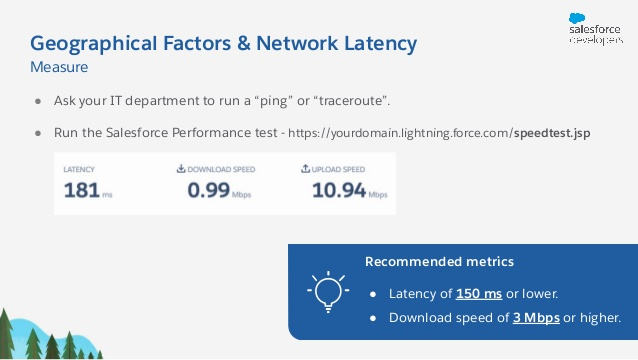 salesforce
developers
Geographical Factors & Network Latency
Measure
● Ask your IT department to run a “ping” or “traceroute”.
● Run the Salesforce Performance test - https://yourdomain.lightning.force.com/speedtest.jsp
LATENCY DOWNLOAD SPEED UPLOAD SPEED
181 ms 0.99 Mbps 10.94 Mbps
Recommended metrics
● Latency of 150 ms or lower.
● Download speed of 3 Mbps or higher.